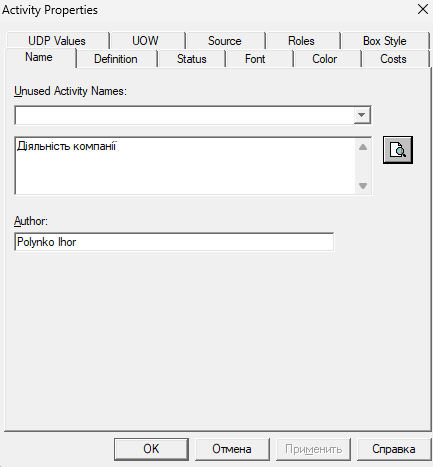 Activity Properties
UDP Values UOW Source Roles Box Style
Name Definition Status Font Color Costs
Unused Activity Names:
Діяльність компанії
Author:
Polynko Ihor
OK Отмена Применить Справка